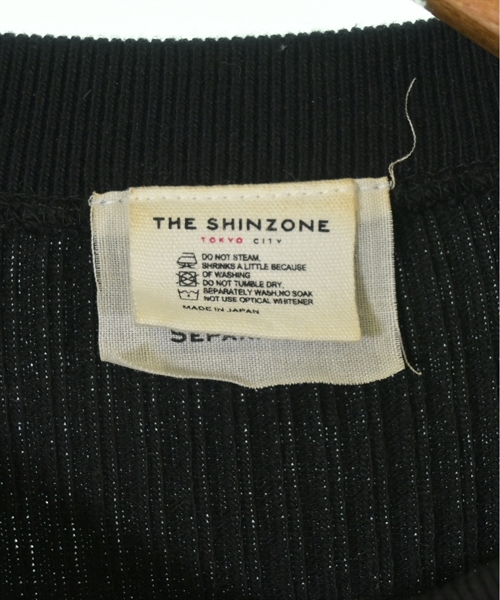 THE SHINZONE
TOKYO CITY
DO NOT STEAM.
SHRINKS A LITTLE BECAUSE
OF WASHING
DO NOT TUMBLE DRY.
SEPARATELY WASH,NO SOAK
NOT USE OPTICAL WHITENER
MADE IN JAPAN